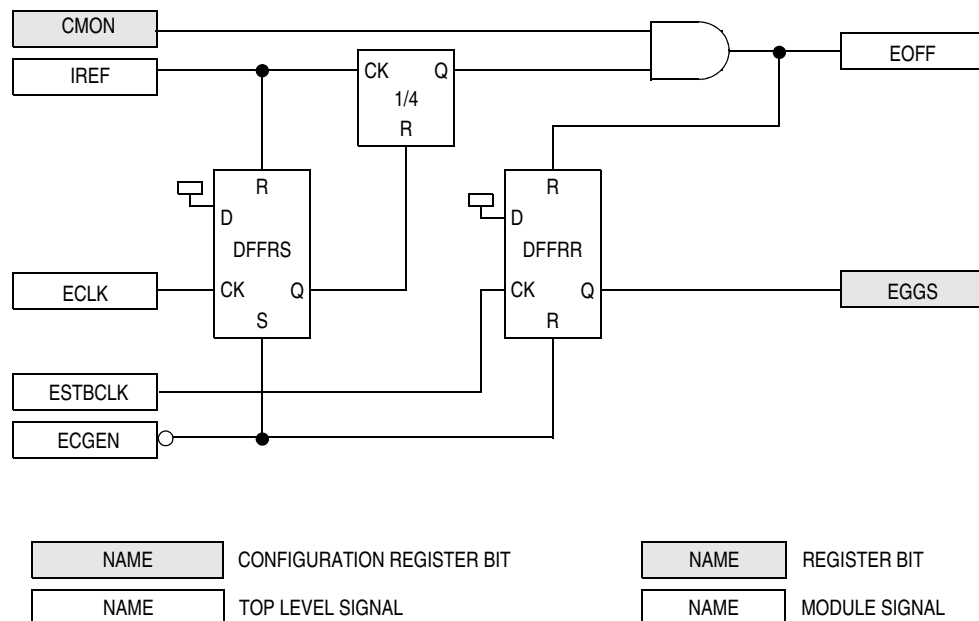 CMON
IREF
CK Q
1/4
R
EOFF
R
D
DFFRS
CK Q
S
R
D
DFFRR
CK Q
R
ECLK
EGGS
ESTBCLK
ECGEN
NAME CONFIGURATION REGISTER BIT
NAME REGISTER BIT
NAME TOP LEVEL SIGNAL
NAME MODULE SIGNAL